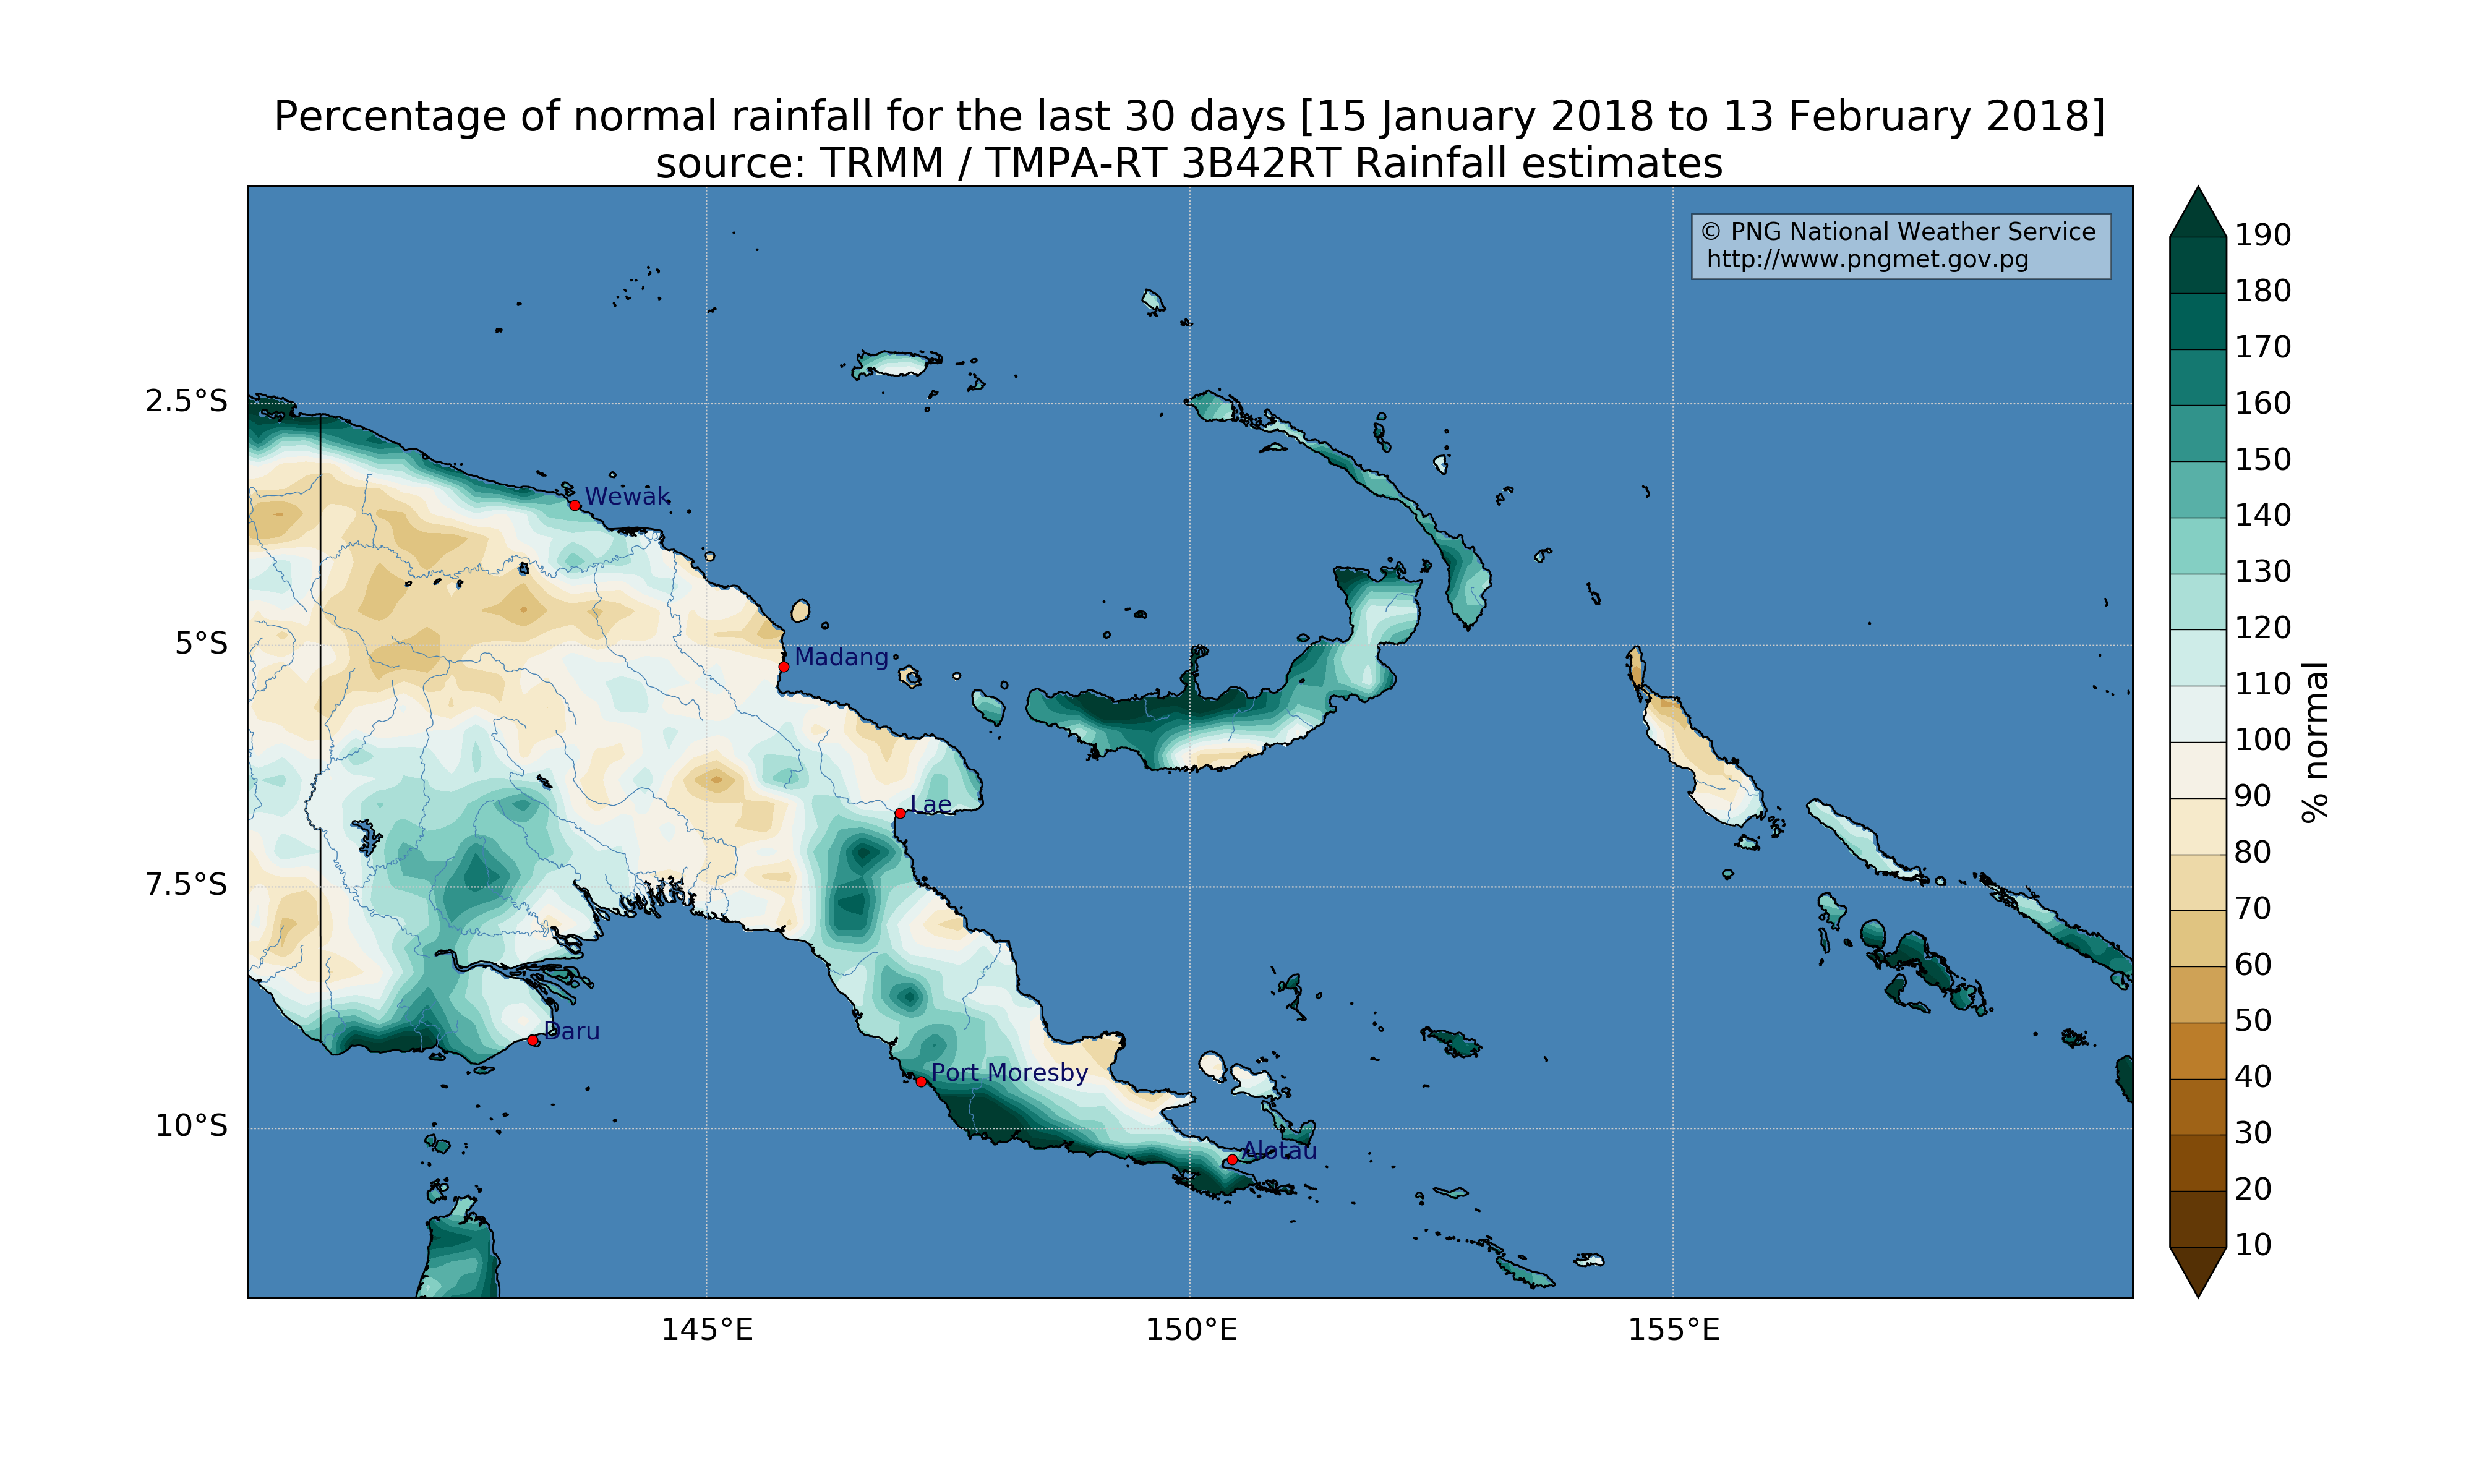 Percentage of normal rainfall for the last 30 days [15 January 2018 to 13 February 2018]
source: TRMM / TMPA-RT 3B42RT Rainfall estimates
© PNG National Weather Service
http://www.pngmet.gov.pg
2.5°S
5°S
7.5°S
10°S
Wewak
Madang
Lae
Daru
Port Moresby
Alotau
145°E
150°E
155°E
190
180
170
160
150
140
130
120
110
100
90
80
70
60
50
40
30
20
10
% normal